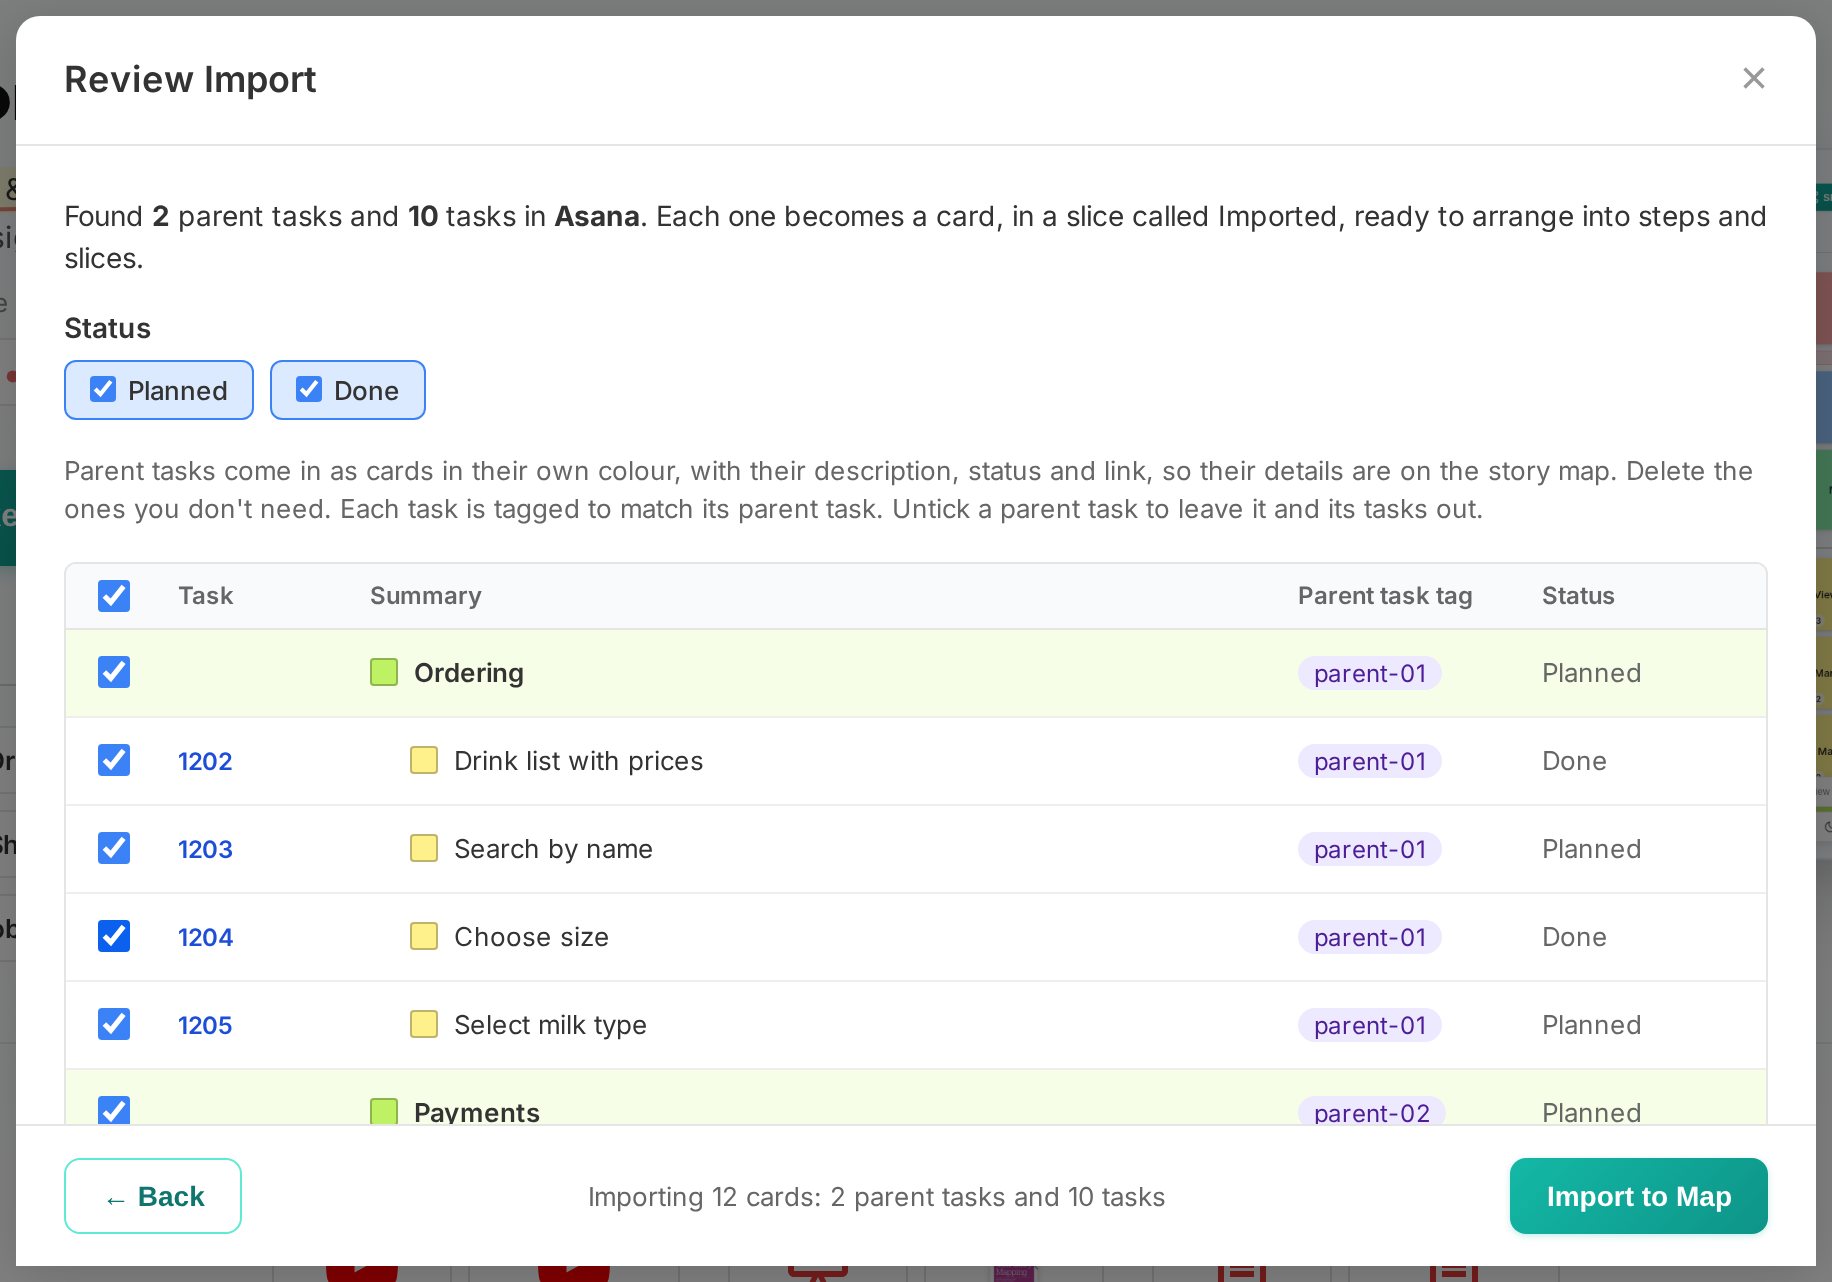 Review Import
Found 2 parent tasks and 10 tasks in Asana. Each one becomes a card, in a slice called Imported, ready to arrange into steps and
slices.
Status
Planned Done
Parent tasks come in as cards in their own colour, with their description, status and link, so their details are on the story map. Delete the
ones you don't need. Each task is tagged to match its parent task. Untick a parent task to leave it and its tasks out.
Task Summary Parent task tag Status
Ordering parent-01 Planned
1202 Drink list with prices parent-01 Done
1203 Search by name parent-01 Planned
1204 Choose size parent-01 Done
1205 Select milk type parent-01 Planned
Payments parent-02 Planned
← Back Importing 12 cards: 2 parent tasks and 10 tasks Import to Map